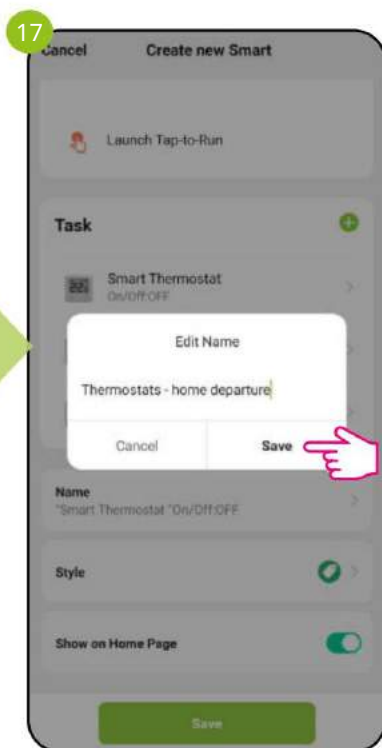 17
Cancel Create new Smart
Launch Tap-to-Run
Task
Smart Thermostat
On/Off:OFF
Edit Name
Thermostats - home departure
Cancel Save
Name
"Smart Thermostat "On/Off:OFF
Style
Show on Home Page
Save